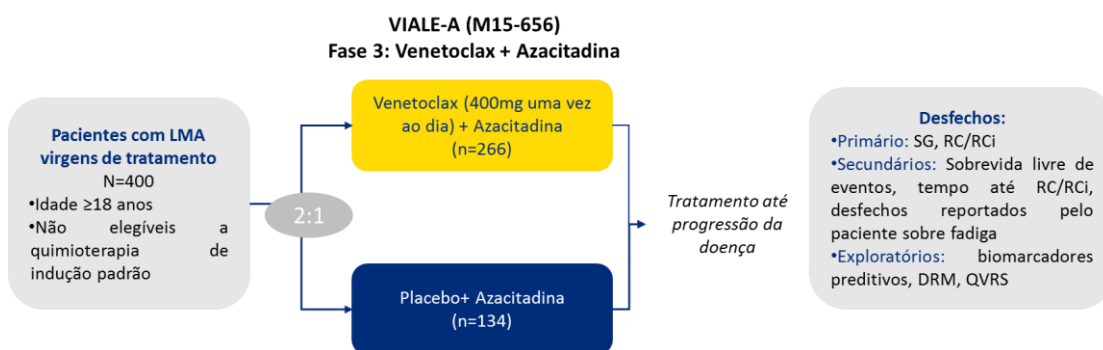 VIALE-A (M15-656)
Fase 3: Venetoclax + Azacitadina
Pacientes com LMA
virgens de tratamento
N=400
•Idade ≥18 anos
•Não elegíveis a
quimioterapia de
indução padrão
2:1
Venetoclax (400mg uma vez
ao dia) + Azacitadina
(n=266)
Placebo+ Azacitadina
(n=134)
Tratamento até
progressão da
doença
Desfechos:
•Primário: SG, RC/RCi
•Secundários: Sobrevida livre de
eventos, tempo até RC/RCi,
desfechos reportados pelo
paciente sobre fadiga
•Exploratórios: biomarcadores
preditivos, DRM, QVRS